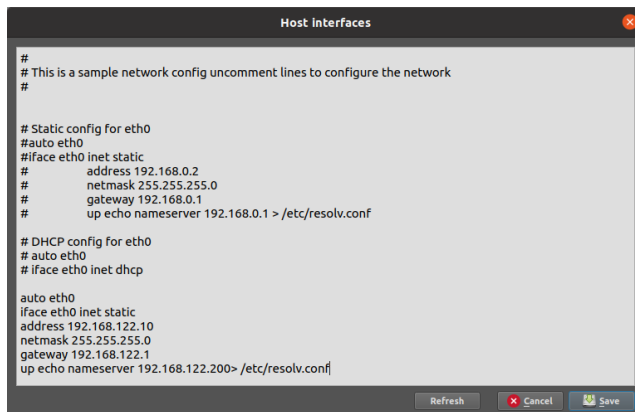 Host interfaces
#
# This is a sample network config uncomment lines to configure the network
#
# Static config for eth0
#auto eth0
#iface eth0 inet static
# address 192.168.0.2
# netmask 255.255.255.0
# gateway 192.168.0.1
# up echo nameserver 192.168.0.1 > /etc/resolv.conf
# DHCP config for eth0
# auto eth0
# iface eth0 inet dhcp
auto eth0
iface eth0 inet static
address 192.168.122.10
netmask 255.255.255.0
gateway 192.168.122.1
up echo nameserver 192.168.122.200> /etc/resolv.conf
Refresh Cancel Save